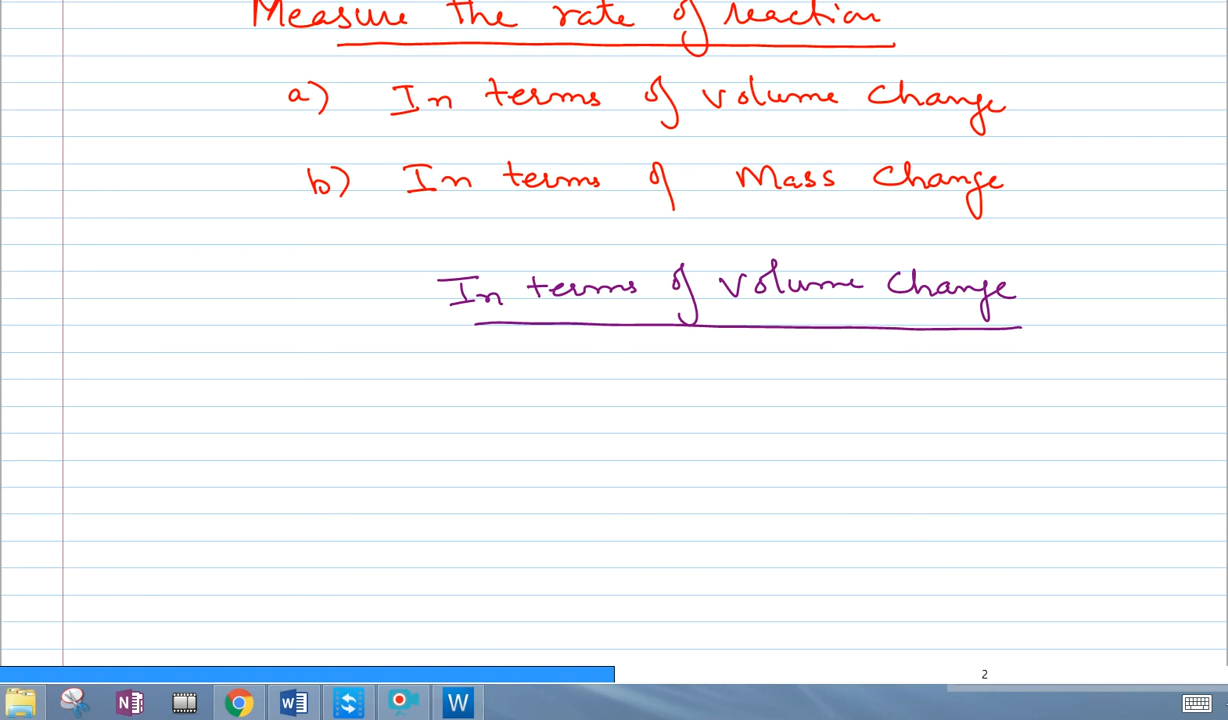 Measure the rate of reaction
a) In terms of volume change
b) In terms of Mass change
In terms of volume change
2
N
W
W